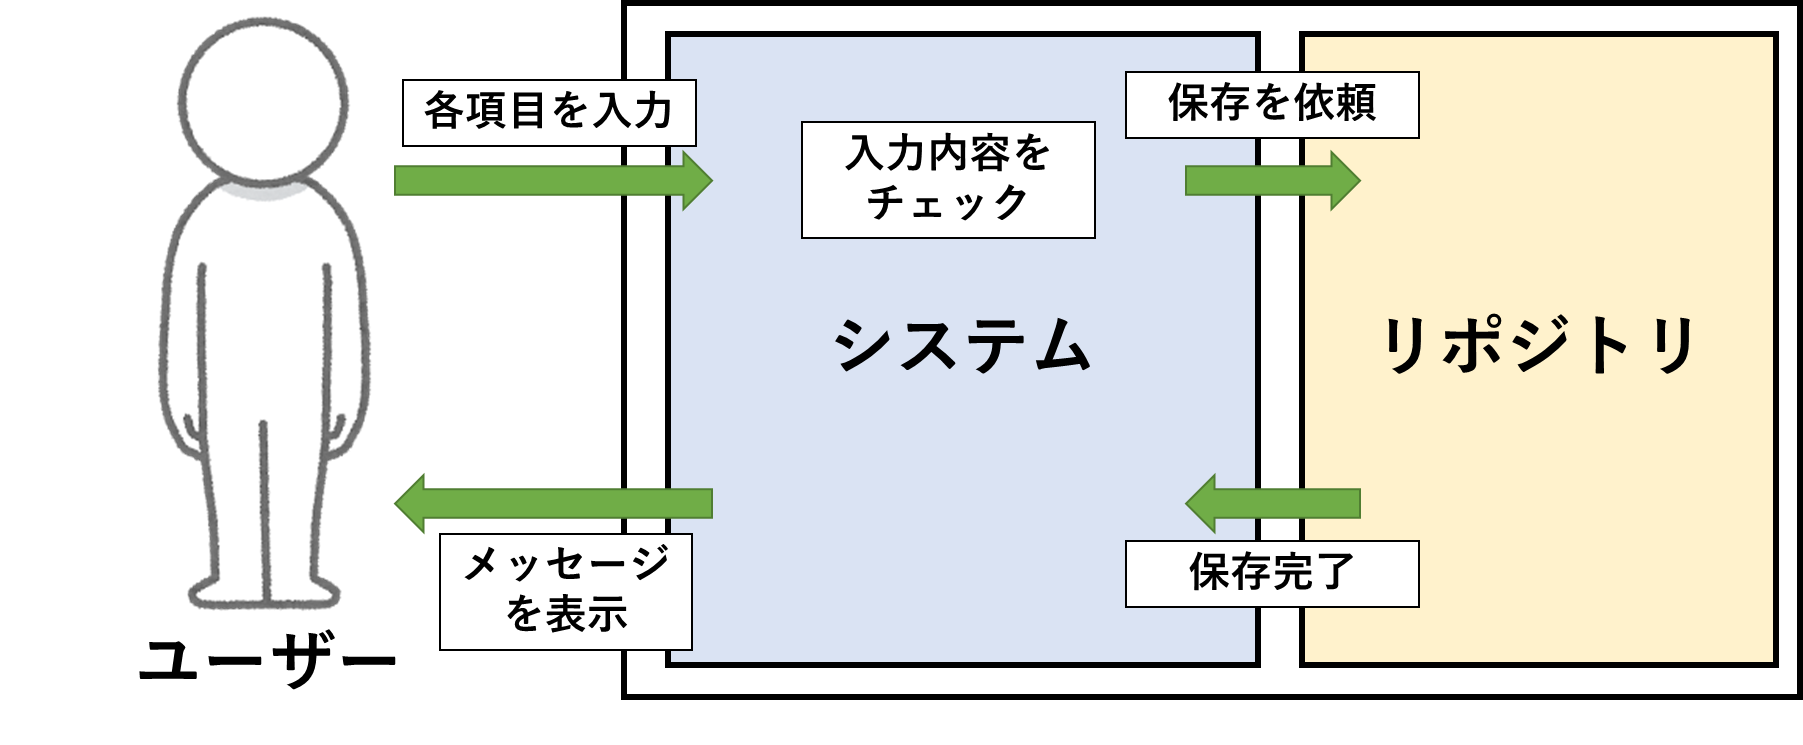 各項目を入力
入力内容を
チェック
保存を依頼
システム
リポジトリ
メッセージ
を表示
保存完了
ユーザー